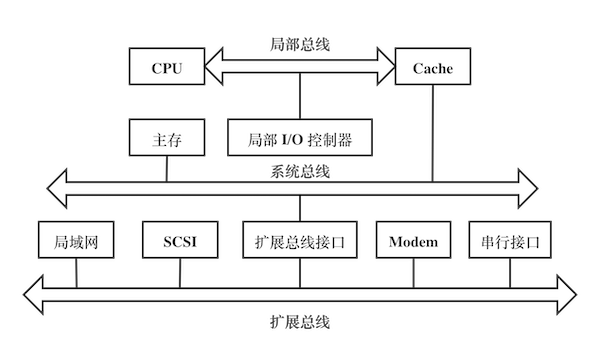 局部总线
CPU
Cache
主存
局部 I/O 控制器
系统总线
局域网
SCSI
扩展总线接口
Modem
串行接口
扩展总线